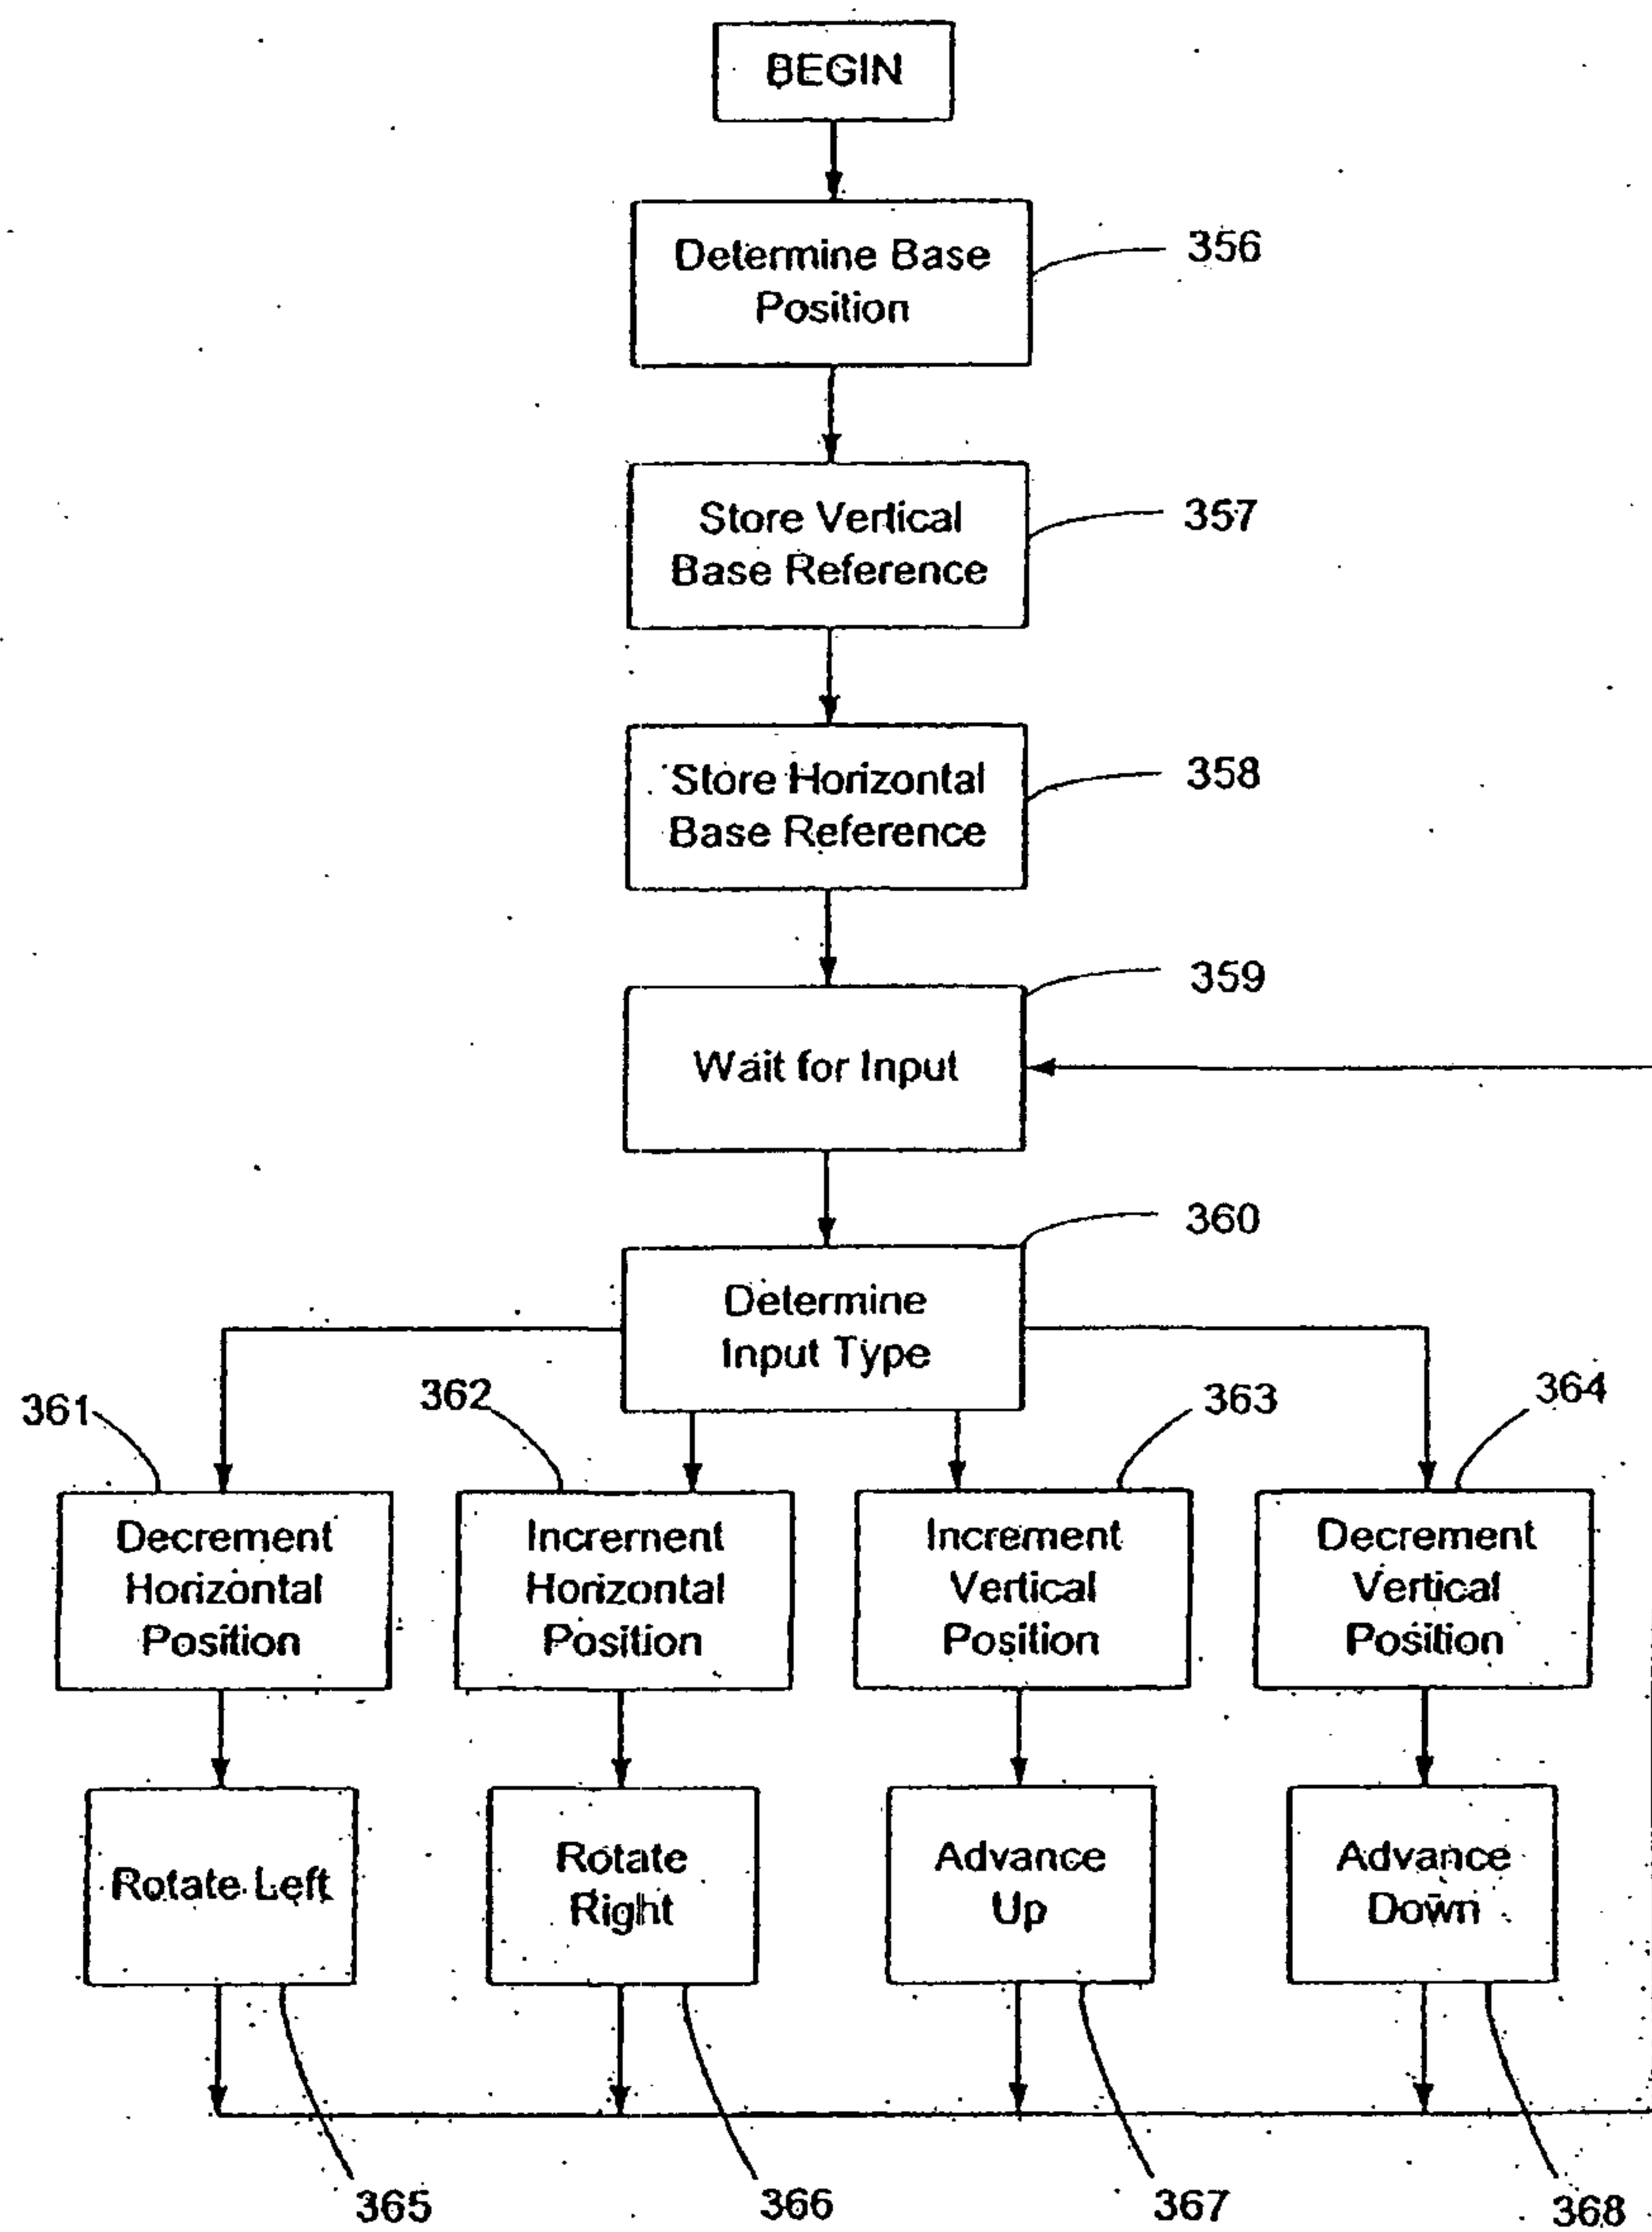 BEGIN
Determine Base
Position
356
Store Vertical
Base Reference
357
Store Horizontal
Base Reference
358
359
Wait for Input
360
Determine
Input Type
361
362
363
364
Decrement
Horizontal
Position
Increment
Horizontal
Position
Increment
Vertical
Position
Decrement
Vertical
Position
Rotate Left
Rotate
Right
Advance
Up
Advance
Down
365
366
367
368